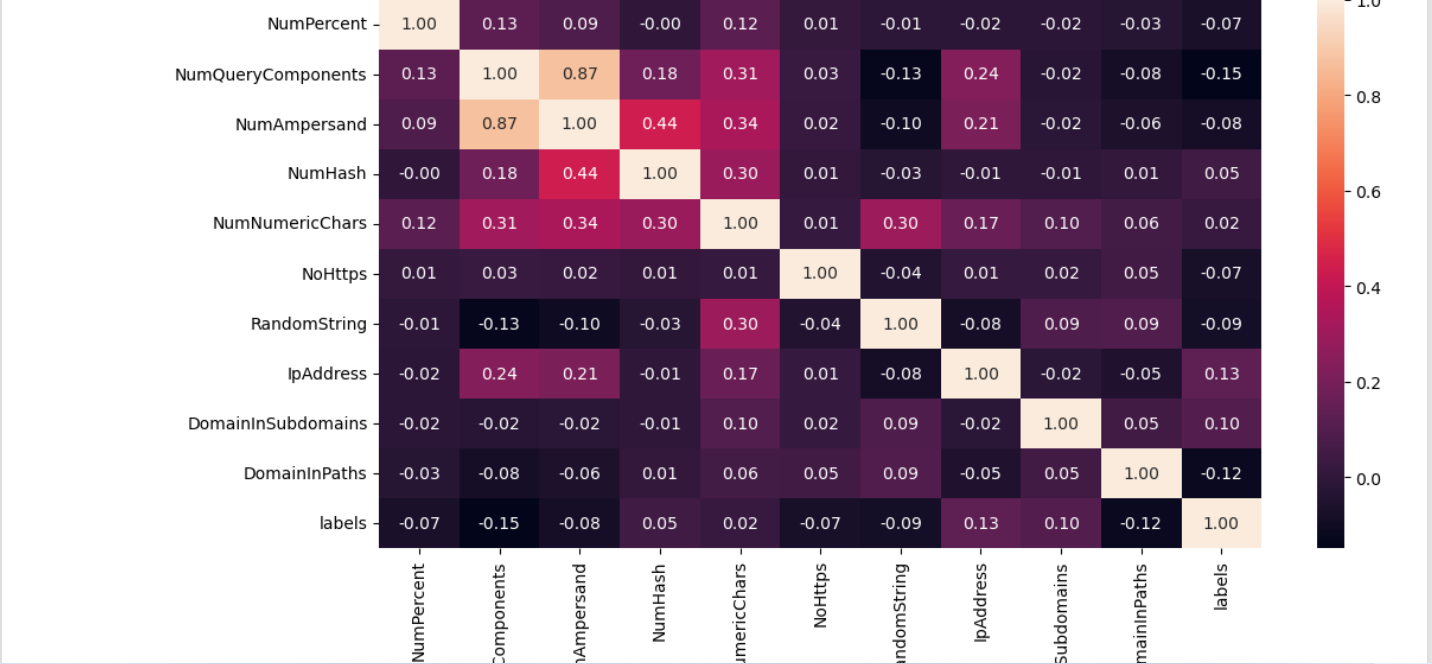 NumPercent 1.00 0.13 0.09 -0.00 0.12 0.01 -0.01 -0.02 -0.02 -0.03 -0.07
NumQueryComponents 0.13 1.00 0.87 0.18 0.31 0.03 -0.13 0.24 -0.02 -0.08 -0.15
NumAmpersand 0.09 0.87 1.00 0.44 0.34 0.02 -0.10 0.21 -0.02 -0.06 -0.08
NumHash -0.00 0.18 0.44 1.00 0.30 0.01 -0.03 -0.01 -0.01 0.01 0.05
NumNumericChars 0.12 0.31 0.34 0.30 1.00 0.01 0.30 0.17 0.10 0.06 0.02
NoHttps 0.01 0.03 0.02 0.01 0.01 1.00 -0.04 0.01 0.02 0.05 -0.07
RandomString -0.01 -0.13 -0.10 -0.03 0.30 -0.04 1.00 -0.08 0.09 0.09 -0.09
IpAddress -0.02 0.24 0.21 -0.01 0.17 0.01 -0.08 1.00 -0.02 -0.05 0.13
DomainInSubdomains -0.02 -0.02 -0.02 -0.01 0.10 0.02 0.09 -0.02 1.00 0.05 0.10
DomainInPaths -0.03 -0.08 -0.06 0.01 0.06 0.05 0.09 -0.05 0.05 1.00 -0.12
labels -0.07 -0.15 -0.08 0.05 0.02 -0.07 -0.09 0.13 0.10 -0.12 1.00
NumPercent
Components
mAmpersand
NumHash
umericChars
NoHttps
andomString
IpAddress
Subdomains
mainInPaths
labels
1.0
0.8
0.6
0.4
0.2
0.0